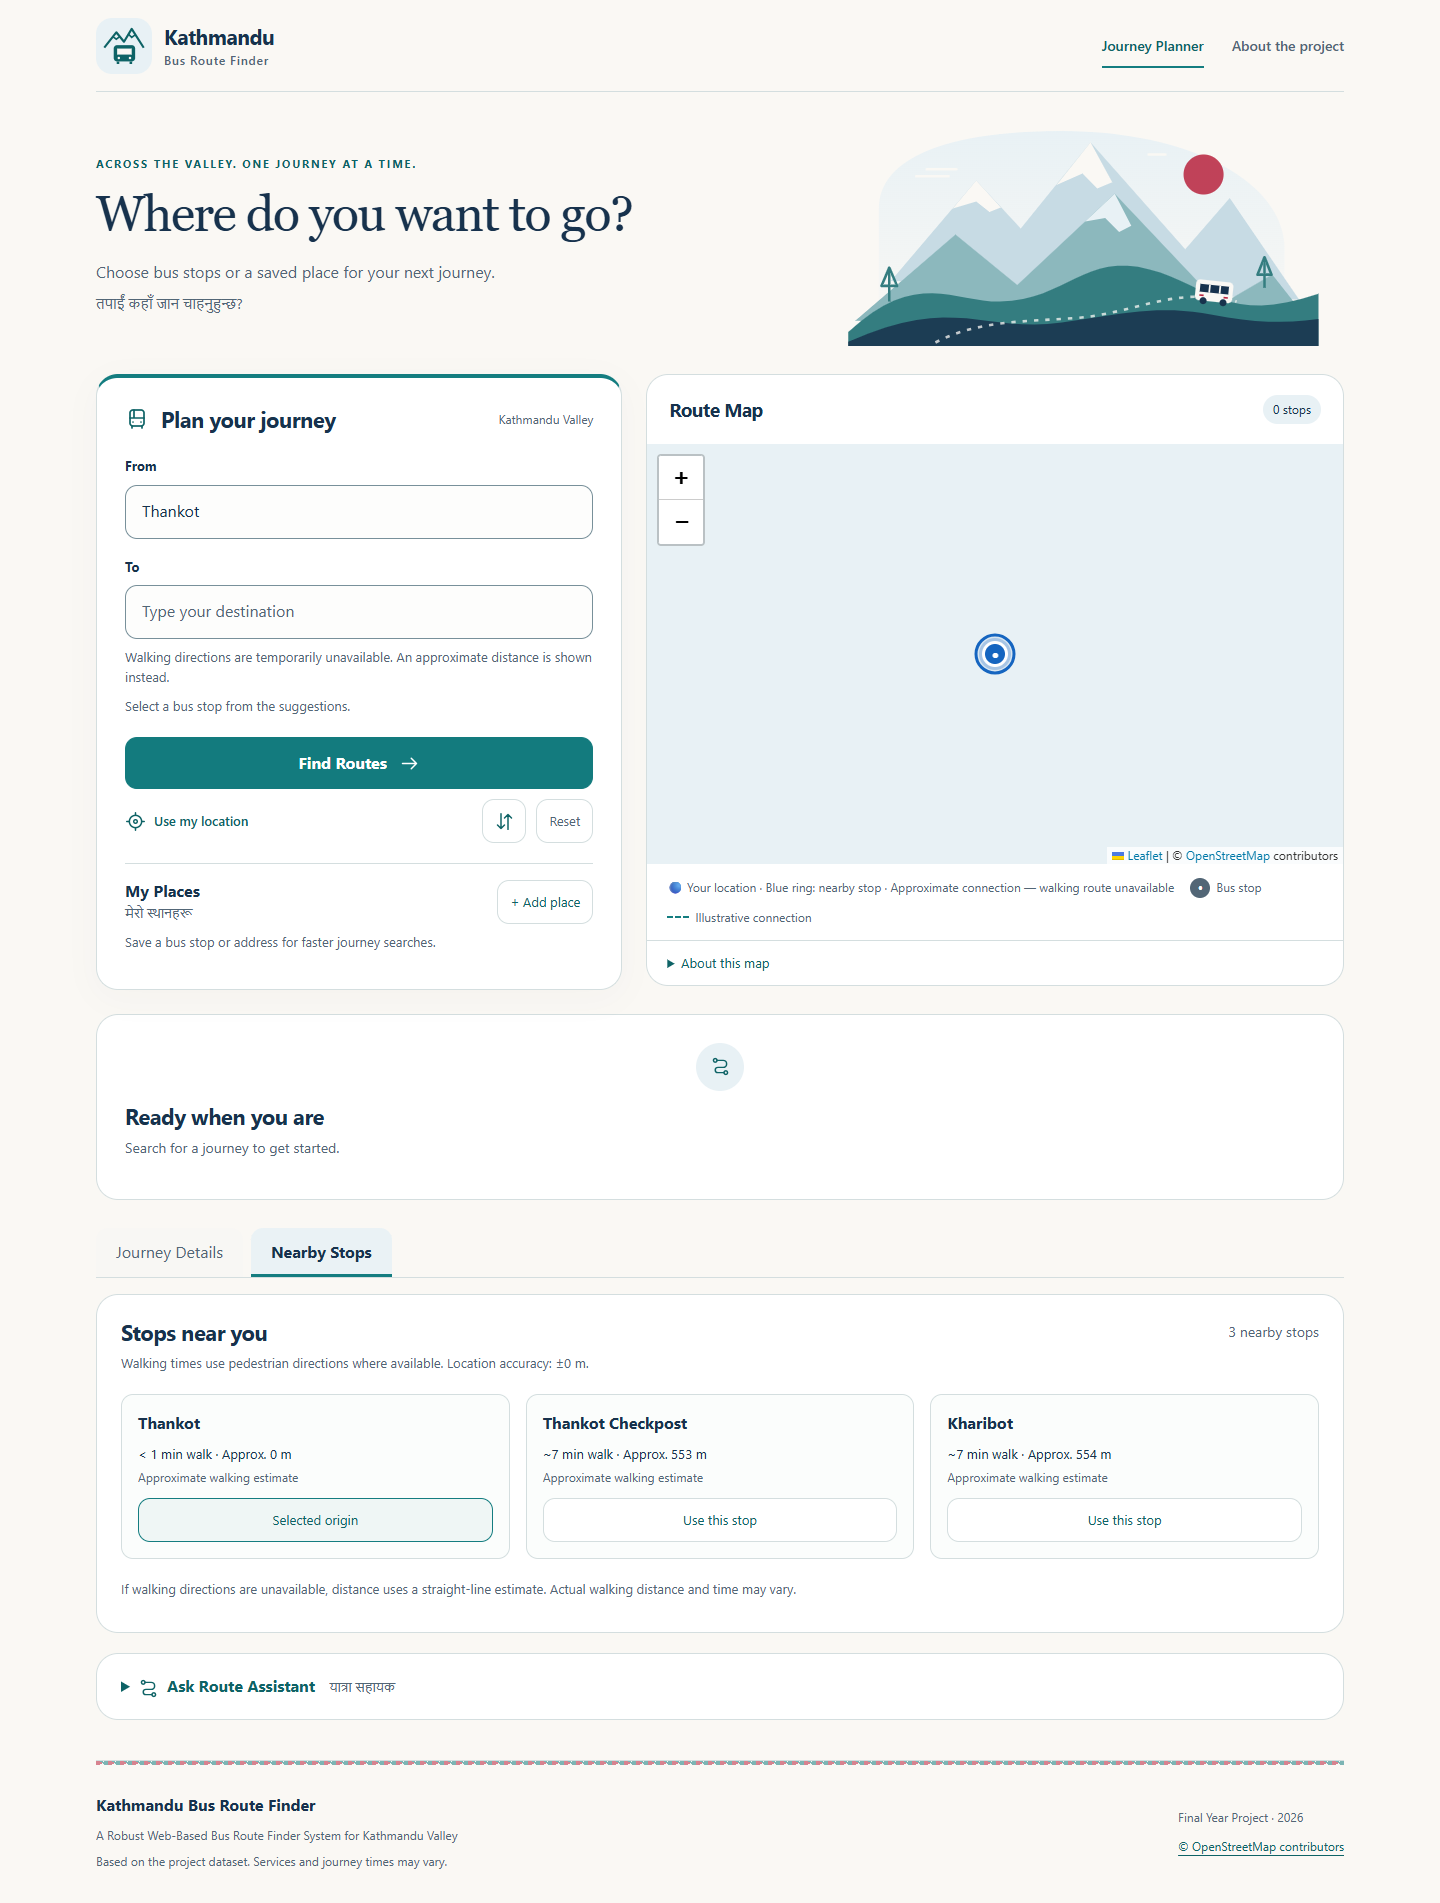 Kathmandu
Bus Route Finder
Journey Planner
About the project
ACROSS THE VALLEY. ONE JOURNEY AT A TIME.
Where do you want to go?
Choose bus stops or a saved place for your next journey.
तपाईं कहाँ जान चाहनुहुन्छ?
Plan your journey
Kathmandu Valley
From
Thankot
To
Type your destination
Walking directions are temporarily unavailable. An approximate distance is shown
instead.
Select a bus stop from the suggestions.
Find Routes →
Use my location
Reset
My Places
मेरो स्थानहरू
+ Add place
Save a bus stop or address for faster journey searches.
Route Map
0 stops
+
−
Leaflet | © OpenStreetMap contributors
Your location · Blue ring: nearby stop · Approximate connection — walking route unavailable
Bus stop
Illustrative connection
About this map
Ready when you are
Search for a journey to get started.
Journey Details
Nearby Stops
Stops near you
3 nearby stops
Walking times use pedestrian directions where available. Location accuracy: ±0 m.
Thankot
< 1 min walk · Approx. 0 m
Approximate walking estimate
Selected origin
Thankot Checkpost
~7 min walk · Approx. 553 m
Approximate walking estimate
Use this stop
Kharibot
~7 min walk · Approx. 554 m
Approximate walking estimate
Use this stop
If walking directions are unavailable, distance uses a straight-line estimate. Actual walking distance and time may vary.
Ask Route Assistant यात्रा सहायक
Kathmandu Bus Route Finder
A Robust Web-Based Bus Route Finder System for Kathmandu Valley
Based on the project dataset. Services and journey times may vary.
Final Year Project · 2026
© OpenStreetMap contributors